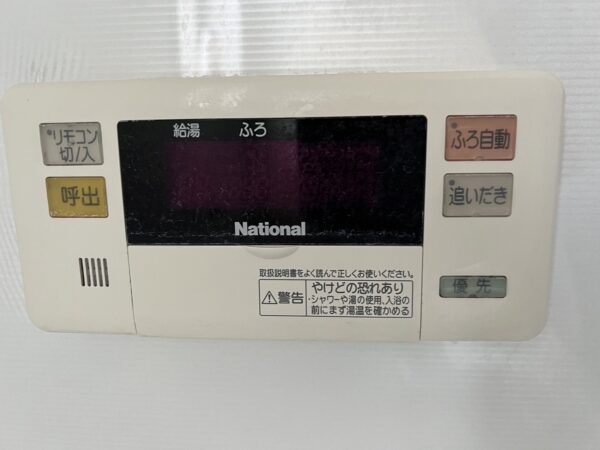 給湯 ふろ
リモコン
切/入
呼出
National
ふろ自動
追いだき
優先
取扱説明書をよく読んで正しくお使いください。
警告
やけどの恐れあり
・シャワーや湯の使用、入浴の
前にまず湯温を確かめる